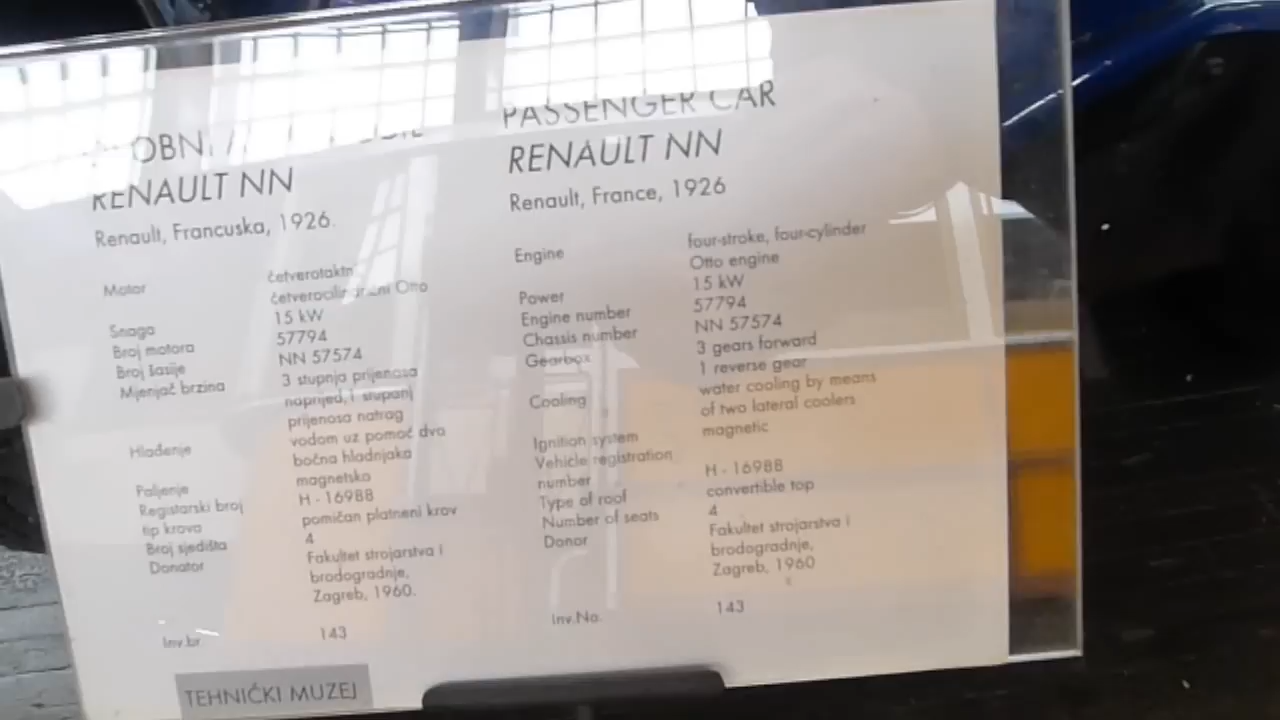 RENAULT NN
Renault, Francuska, 1926.
Motor četverotaktni
četverocilindrični Otto
Snaga 15 kW
Broj motora 57794
Broj šasije NN 57574
Mjenjač brzina 3 stupnja prijenosa
naprijed, 1 stupanj
prijenosa natrag
Hlađenje vodom uz pomoć dva
bočna hladnjaka
Paljenje magnetsko
Registarski broj H - 16988
tip krova pomičan platneni krov
Broj sjedišta 4
Donator Fakultet strojarstva i
brodogradnje,
Zagreb, 1960.
Inv.br. 143
TEHNIČKI MUZEJ
PASSENGER CAR
RENAULT NN
Renault, France, 1926
Engine four-stroke, four-cylinder
Otto engine
Power 15 kW
Engine number 57794
Chassis number NN 57574
Gearbox 3 gears forward
1 reverse gear
Cooling water cooling by means
of two lateral coolers
Ignition system magnetic
Vehicle registration
number H - 16988
Type of roof convertible top
Number of seats 4
Donor Fakultet strojarstva i
brodogradnje,
Zagreb, 1960
Inv.No. 143